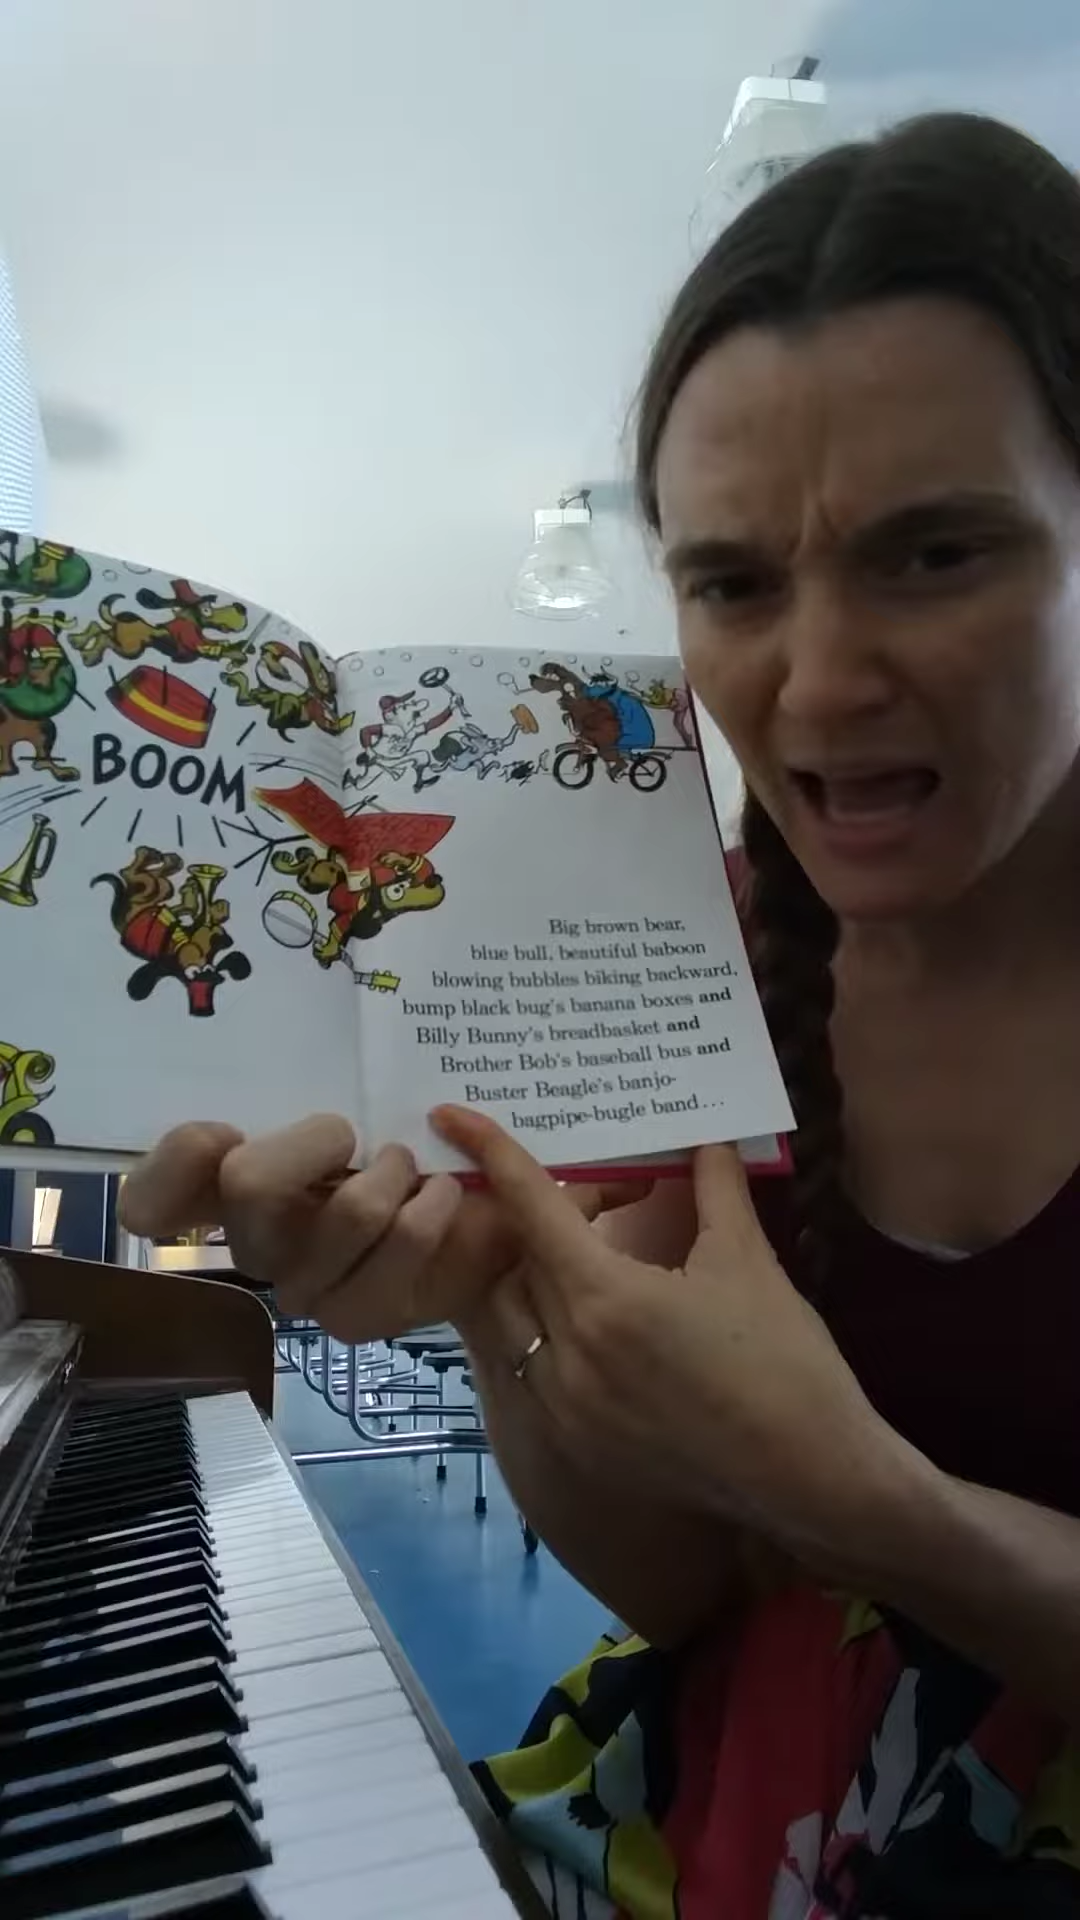 BOOM
Big brown bear,
blue bull, beautiful baboon
blowing bubbles biking backward,
bump black bug's banana boxes and
Billy Bunny's breadbasket and
Brother Bob's baseball bus and
Buster Beagle's banjo-
bagpipe-bugle band...